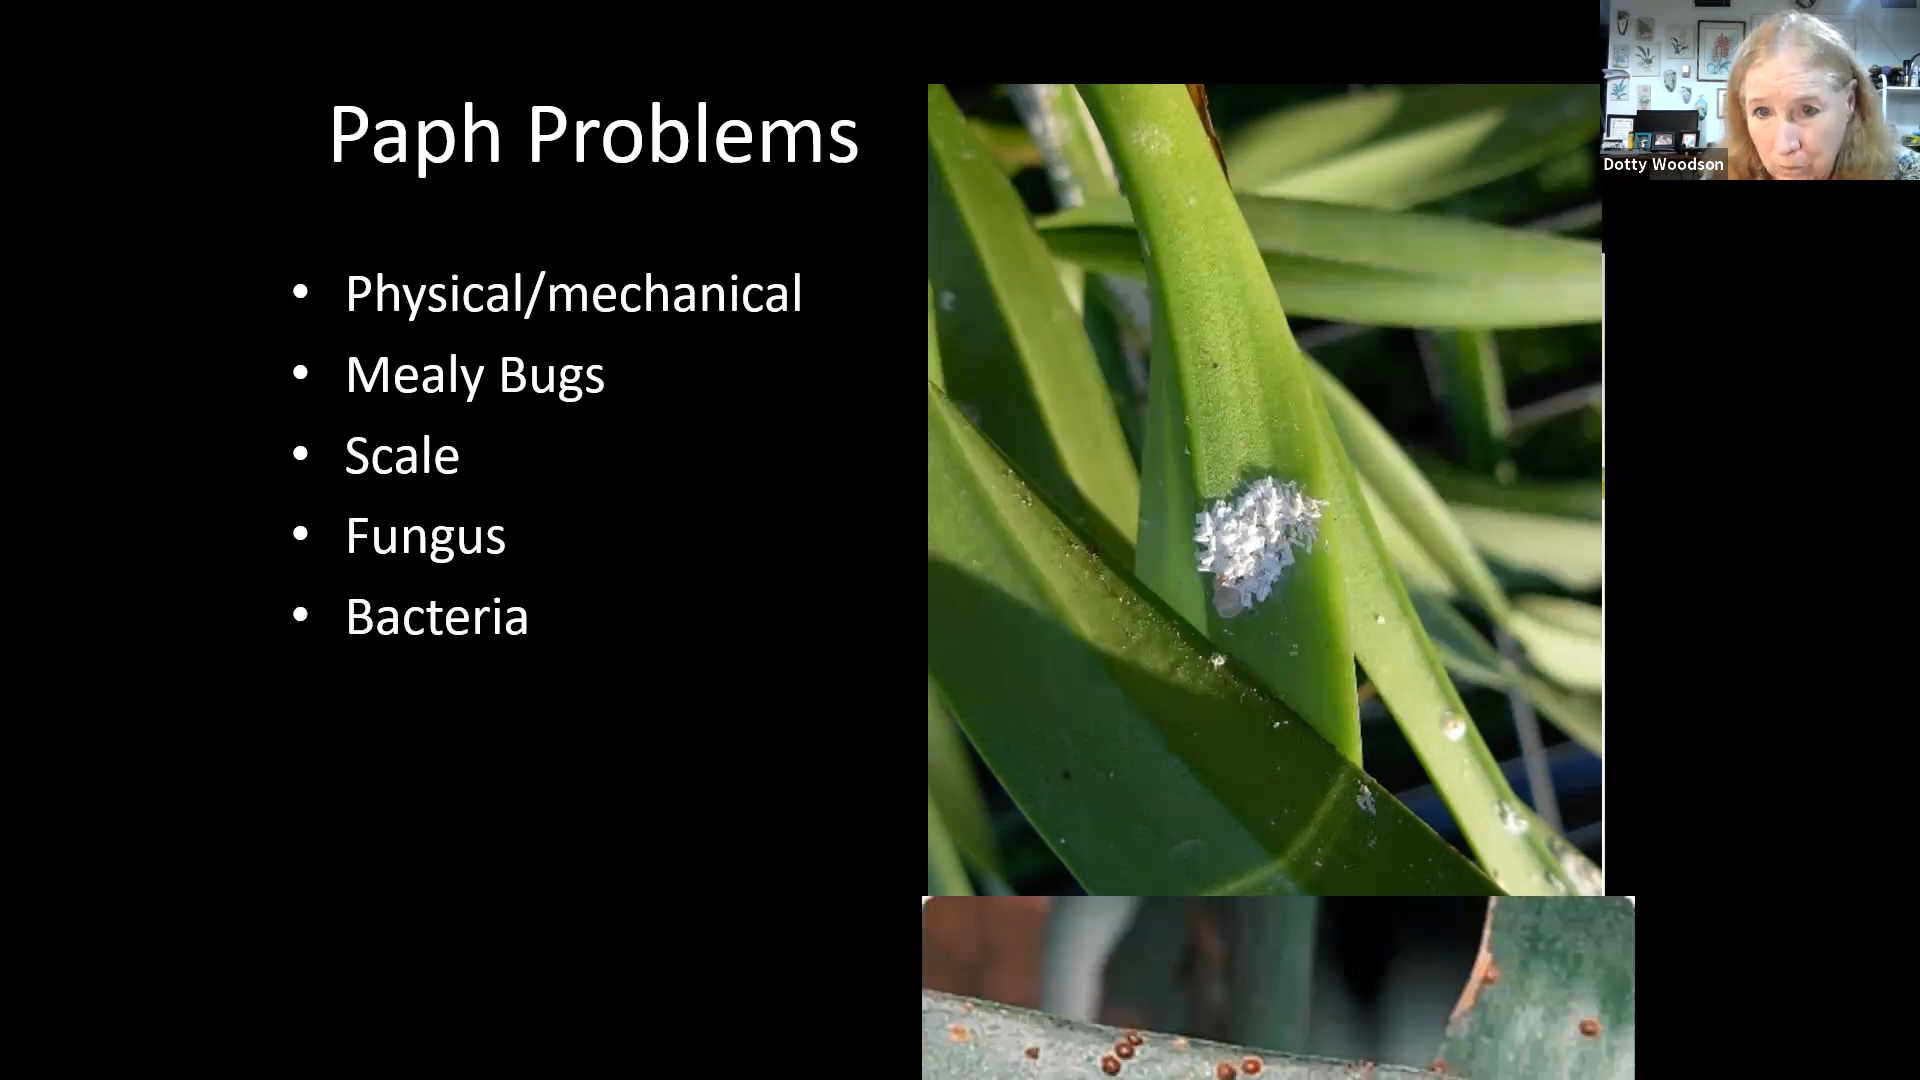 Paph Problems
• Physical/mechanical
• Mealy Bugs
• Scale
• Fungus
• Bacteria
Dotty Woodson